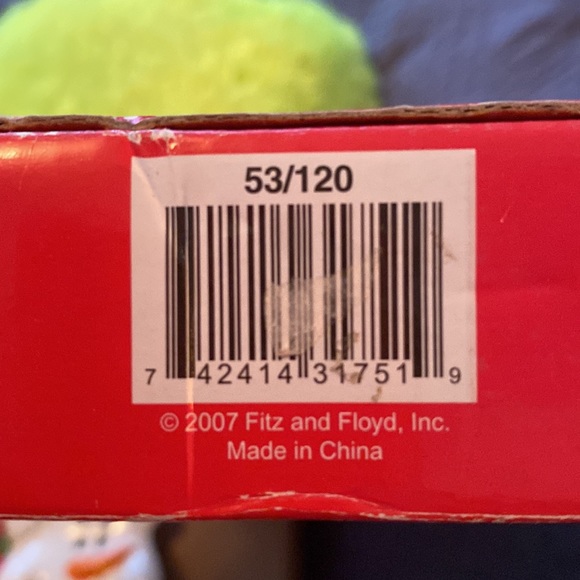 53/120
7 42414 31751 9
© 2007 Fitz and Floyd, Inc.
Made in China